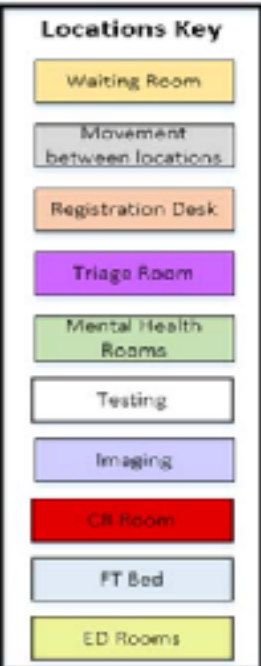 Locations Key
Waiting Room
Movement
between locations
Registration Desk
Triage Room
Mental Health
Rooms
Testing
Imaging
CR Room
FT Bed
ED Rooms